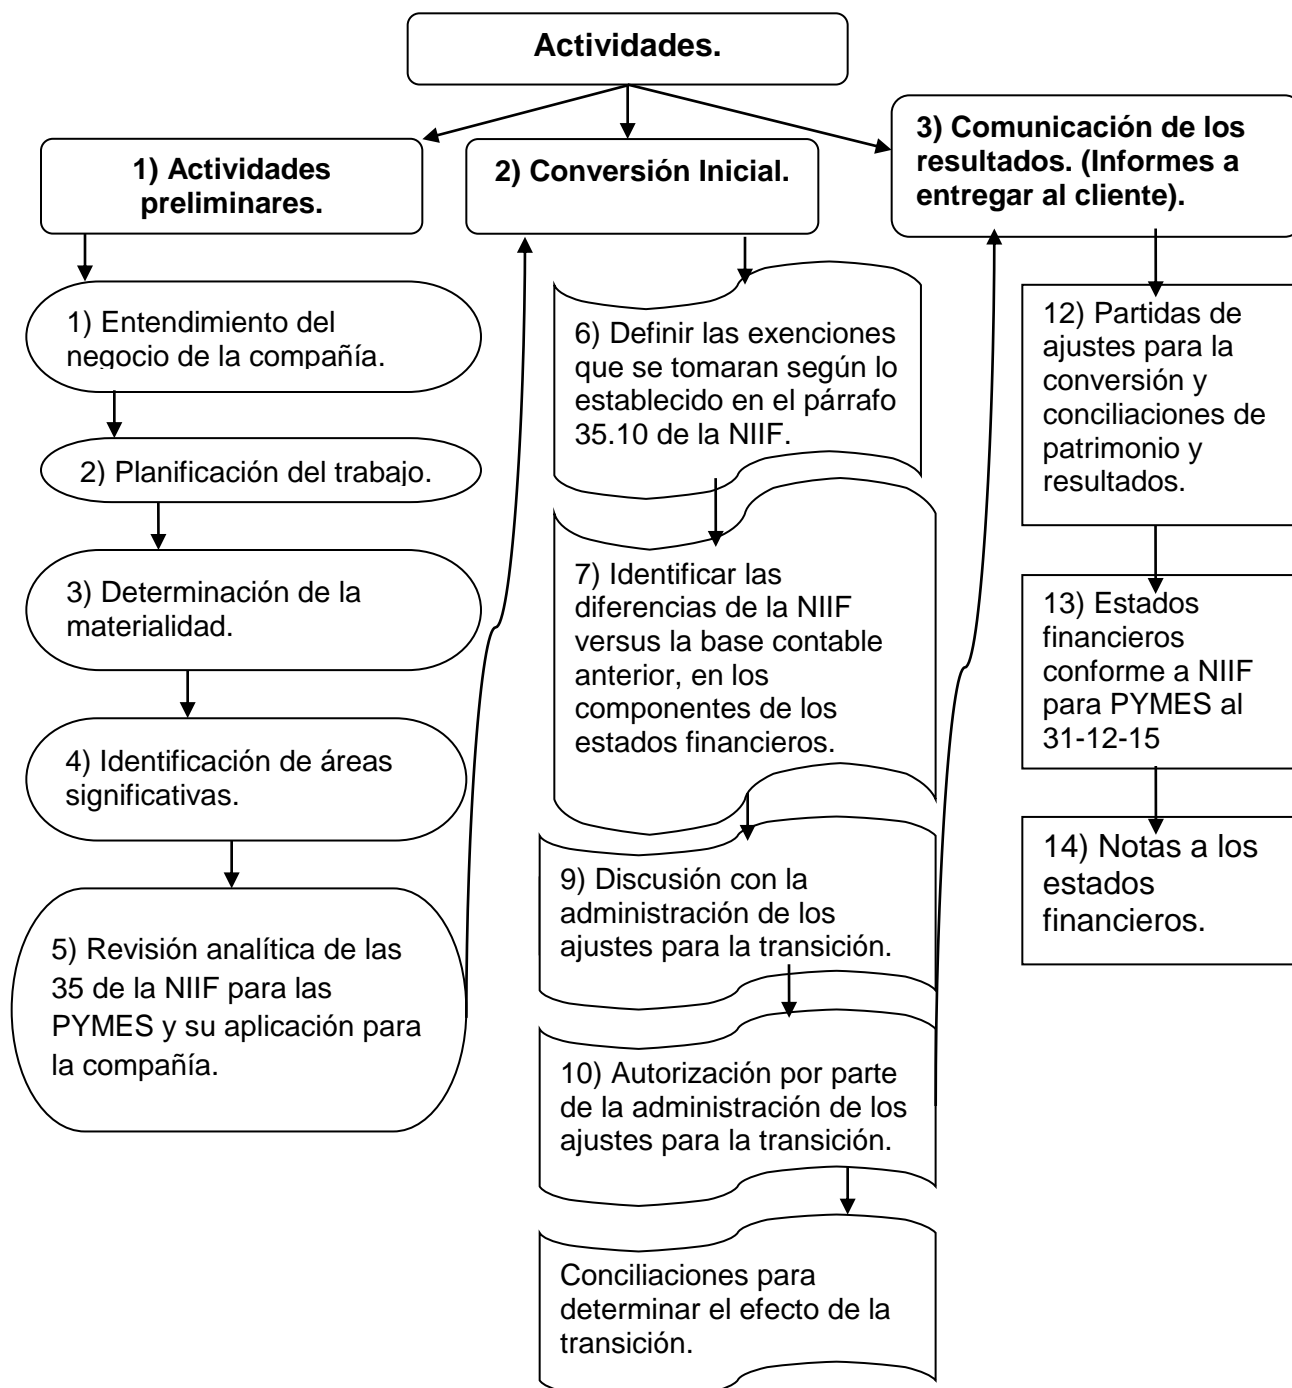 Actividades.
1) Actividades
preliminares.
1) Entendimiento del
negocio de la compañía.
2) Planificación del trabajo.
3) Determinación de la
materialidad.
4) Identificación de áreas
significativas.
5) Revisión analítica de las
35 de la NIIF para las
PYMES y su aplicación para
la compañía.
2) Conversión Inicial.
6) Definir las exenciones
que se tomaran según lo
establecido en el párrafo
35.10 de la NIIF.
7) Identificar las
diferencias de la NIIF
versus la base contable
anterior, en los
componentes de los
estados financieros.
9) Discusión con la
administración de los
ajustes para la transición.
10) Autorización por parte
de la administración de los
ajustes para la transición.
Conciliaciones para
determinar el efecto de la
transición.
3) Comunicación de los
resultados. (Informes a
entregar al cliente).
12) Partidas de
ajustes para la
conversión y
conciliaciones de
patrimonio y
resultados.
13) Estados
financieros
conforme a NIIF
para PYMES al
31-12-15
14) Notas a los
estados
financieros.